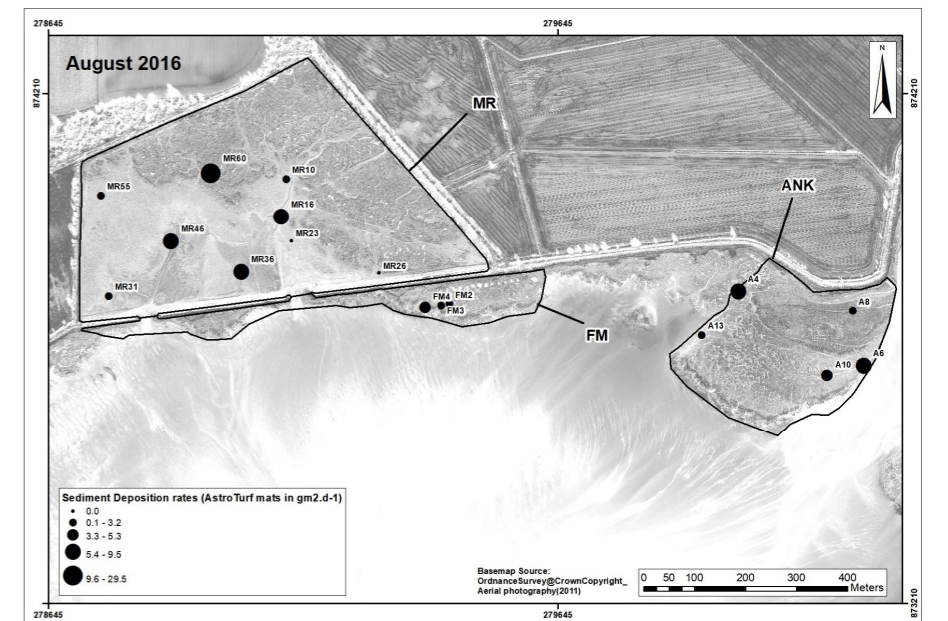 278645
279645
August 2016
N
874210
874210
MR
MR60
MR10
ANK
MR55
MR16
MR46
MR23
MR36
MR26
A4
MR31
FM4
FM2
FM3
A8
FM
A13
A10
A6
Sediment Deposition rates (AstroTurf mats in gm2.d-1)
0.0
0.1 - 3.2
3.3 - 5.3
5.4 - 9.5
9.6 - 29.5
Basemap Source:
OrdnanceSurvey@CrownCopyright_
Aerial photography(2011)
0 50 100 200 300 400
Meters
873210
873210
278645
279645